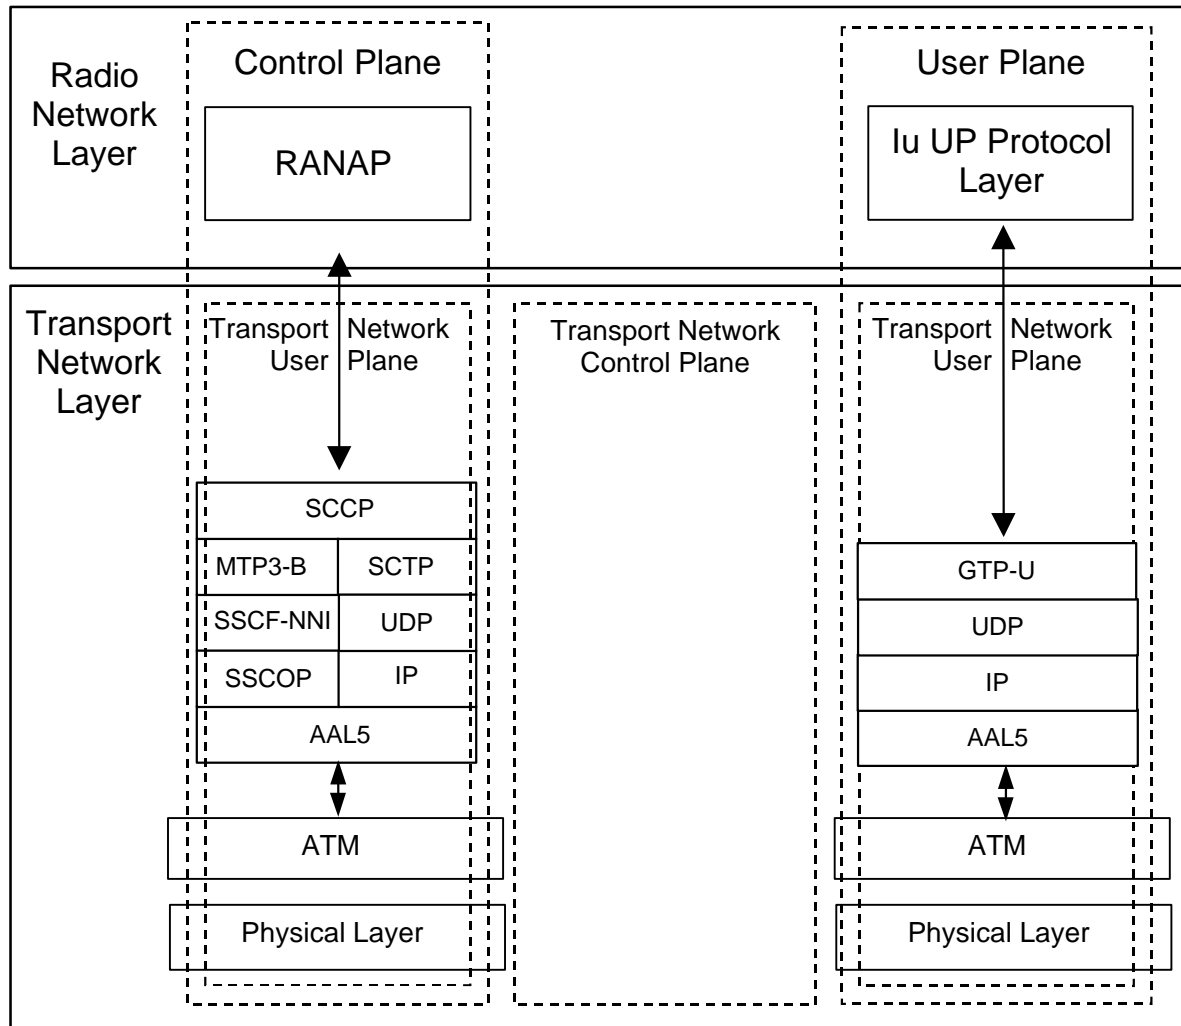 Radio
Network
Layer
Control Plane
RANAP
User Plane
Iu UP Protocol
Layer
Transport
Network
Layer
Transport Network
User Plane
Transport Network
Control Plane
Transport Network
User Plane
SCCP
MTP3-B
SCTP
SSCF-NNI
UDP
SSCOP
IP
AAL5
ATM
Physical Layer
GTP-U
UDP
IP
AAL5
ATM
Physical Layer